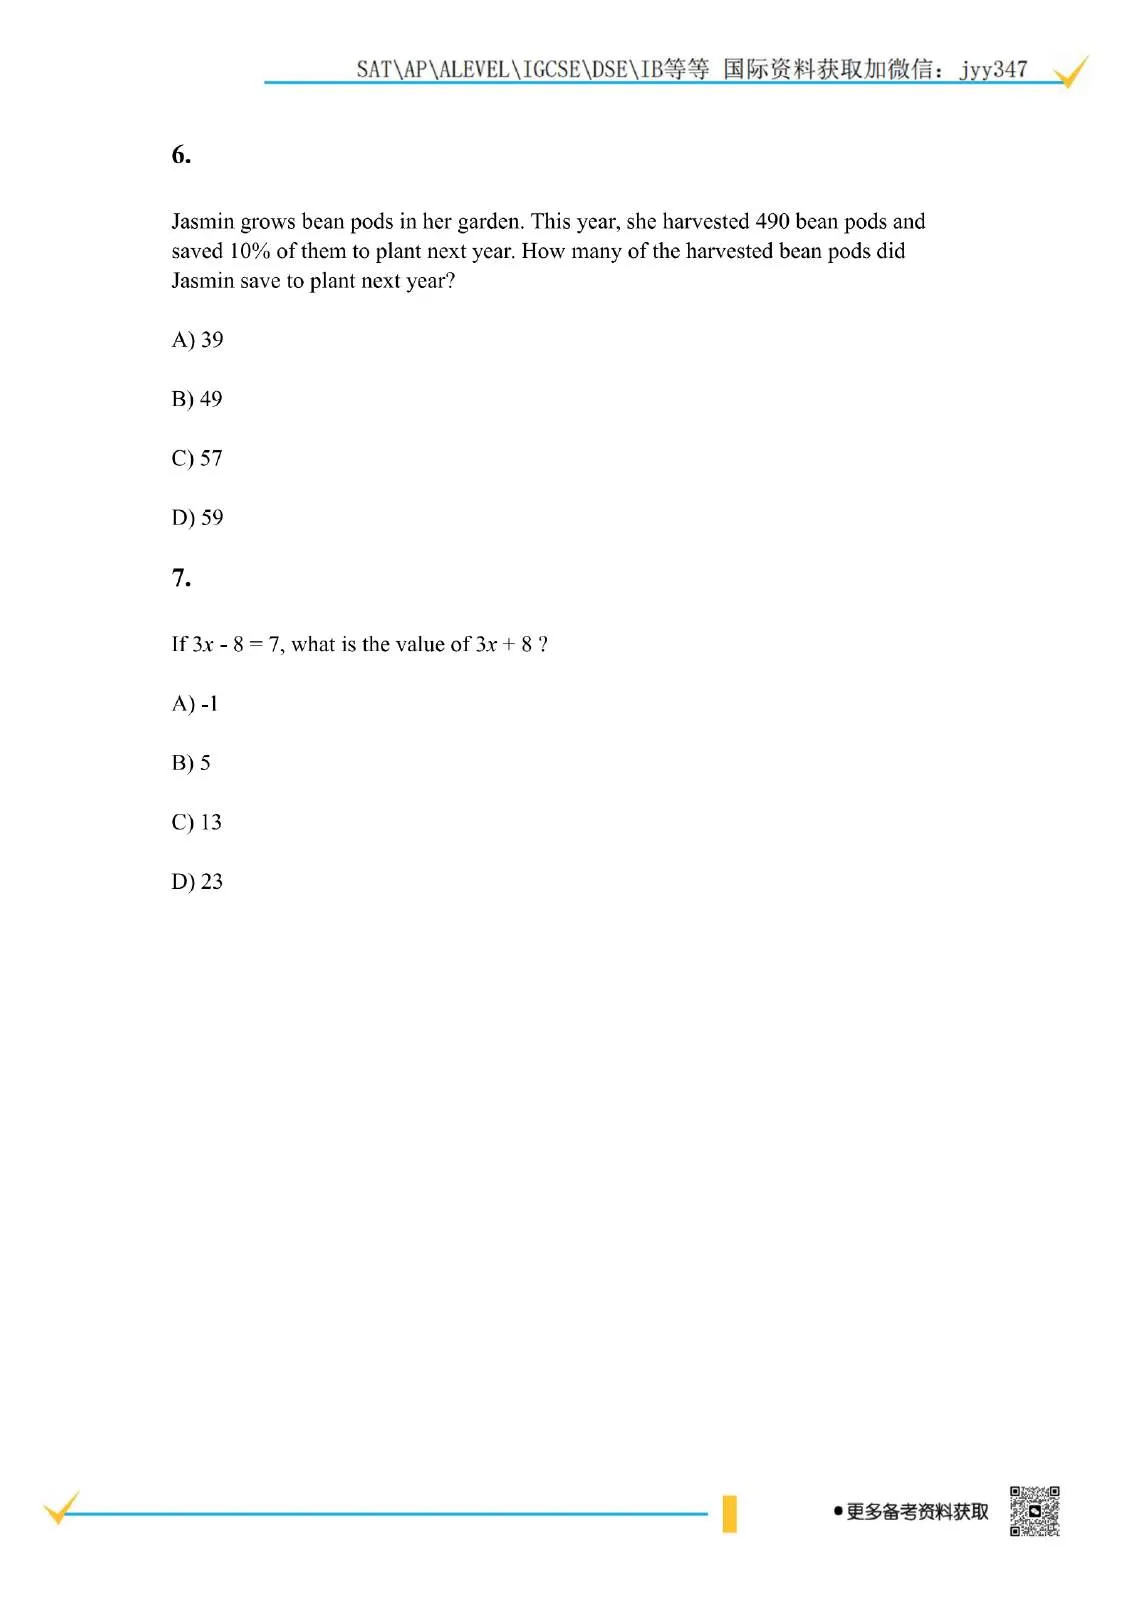 SAT\AP\ALEVEL\IGCSE\DSE\IB等等 国际资料获取加微信：jyy347
6.
Jasmin grows bean pods in her garden. This year, she harvested 490 bean pods and
saved 10% of them to plant next year. How many of the harvested bean pods did
Jasmin save to plant next year?
A) 39
B) 49
C) 57
D) 59
7.
If 3x - 8 = 7, what is the value of 3x + 8 ?
A) -1
B) 5
C) 13
D) 23
•更多备考资料获取